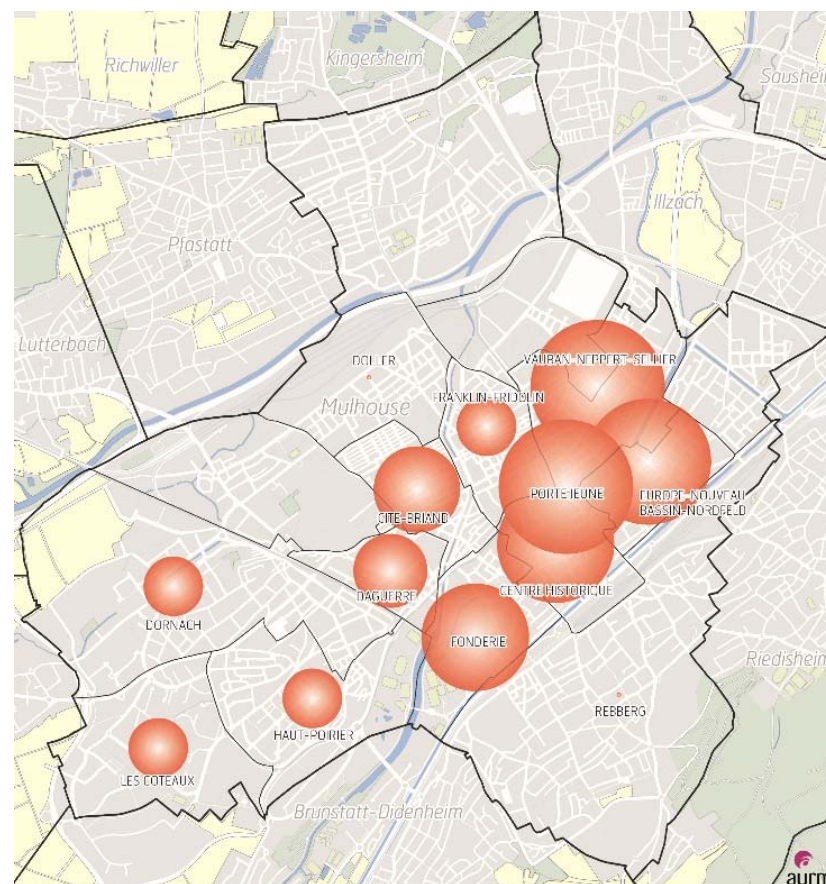 Richwiller
Kingersheim
Sausheim
Illzach
Pfastatt
Lutterbach
DOLLER
VAUBAN-NEPPERT-SELLIER
FRANKLIN-FRIDOLIN
Mulhouse
PORTE JEUNE
EUROPE-NOUVEAU
BASSIN-NORDFELD
CITE-BRIAND
CENTRE HISTORIQUE
DAGUERRE
DORNACH
FONDERIE
Riedisheim
REBBERG
HAUT-POIRIER
LES COTEAUX
Brunstatt-Didenheim
aurm